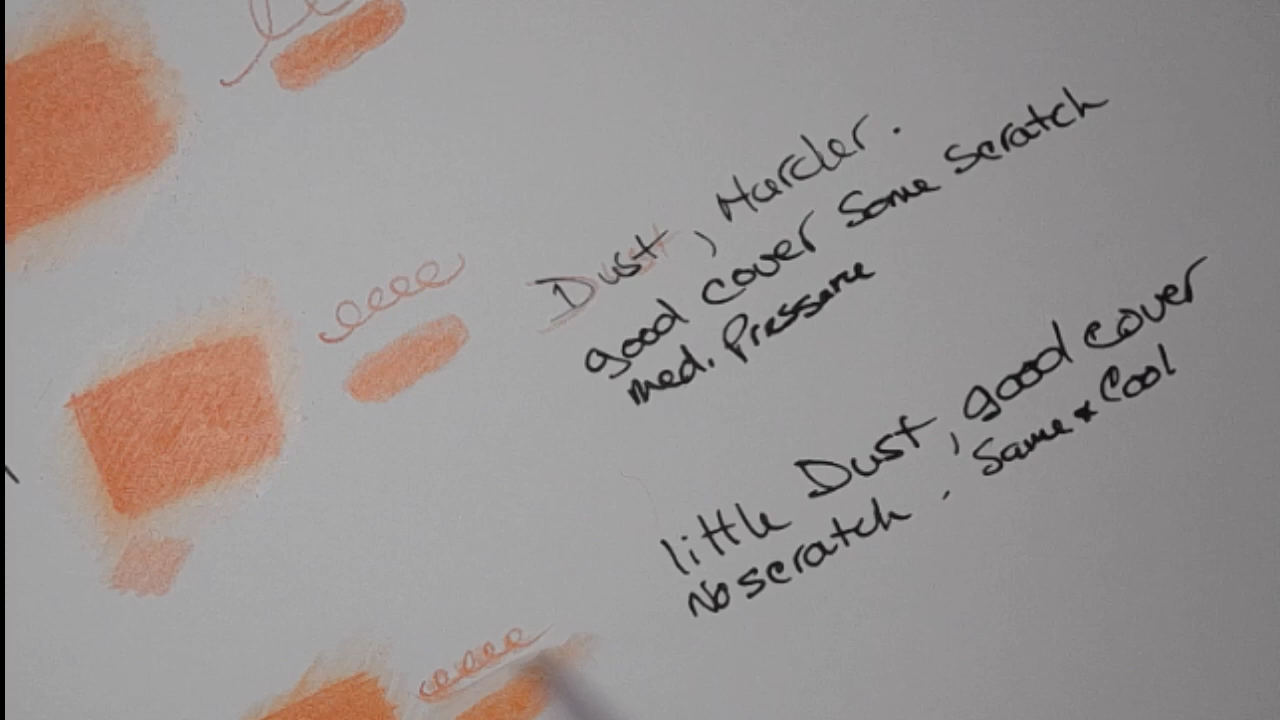 Dust, Harder.
good cover Some Scratch
med. Pressure
little Dust, good cover
No scratch. Same * Cool